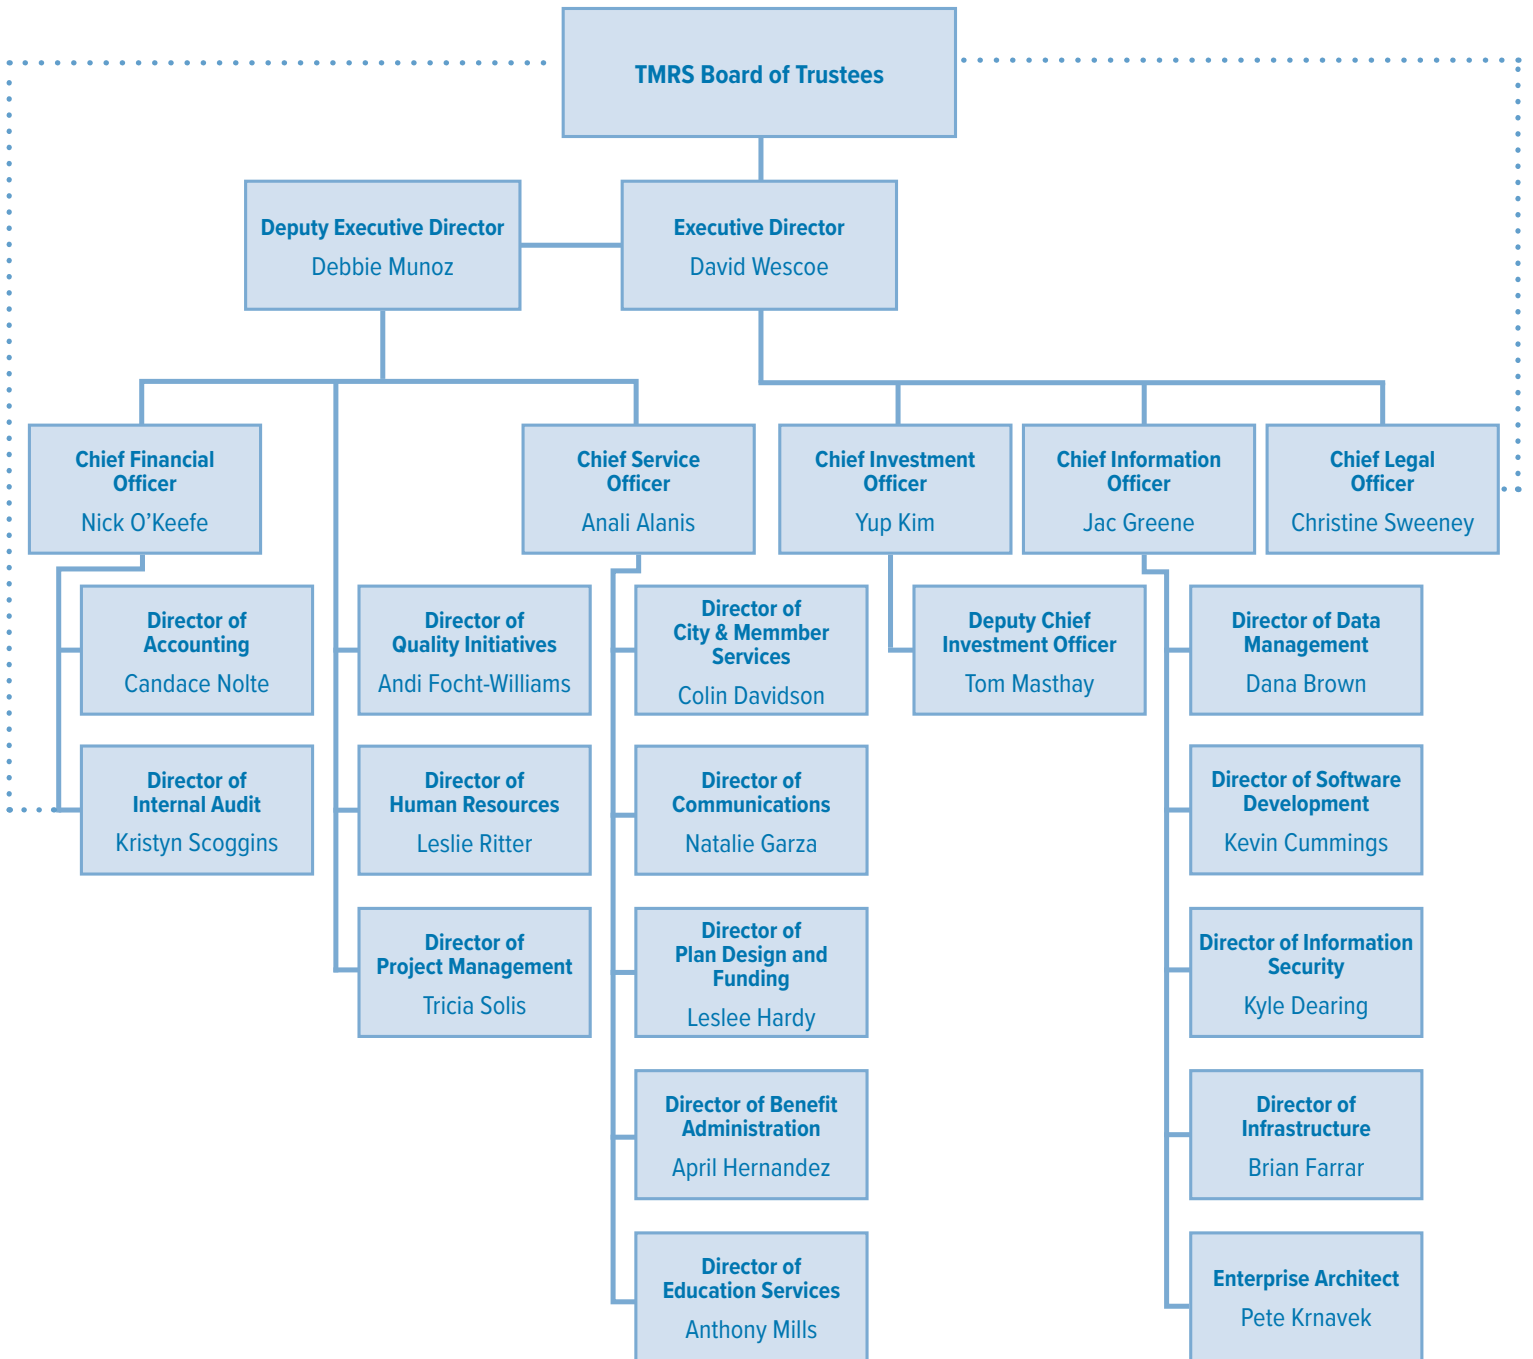 TMRS Board of Trustees
Deputy Executive Director
Debbie Munoz
Executive Director
David Wescoe
Chief Financial
Officer
Nick O’Keefe
Chief Service
Officer
Anali Alanis
Chief Investment
Officer
Yup Kim
Chief Information
Officer
Jac Greene
Chief Legal
Officer
Christine Sweeney
Director of
Accounting
Candace Nolte
Director of
Quality Initiatives
Andi Focht-Williams
Director of
City & Memmber
Services
Colin Davidson
Deputy Chief
Investment Officer
Tom Masthay
Director of Data
Management
Dana Brown
Director of
Internal Audit
Kristyn Scoggins
Director of
Human Resources
Leslie Ritter
Director of
Communications
Natalie Garza
Director of Software
Development
Kevin Cummings
Director of
Project Management
Tricia Solis
Director of
Plan Design and
Funding
Leslee Hardy
Director of Information
Security
Kyle Dearing
Director of Benefit
Administration
April Hernandez
Director of
Infrastructure
Brian Farrar
Director of
Education Services
Anthony Mills
Enterprise Architect
Pete Krnavek